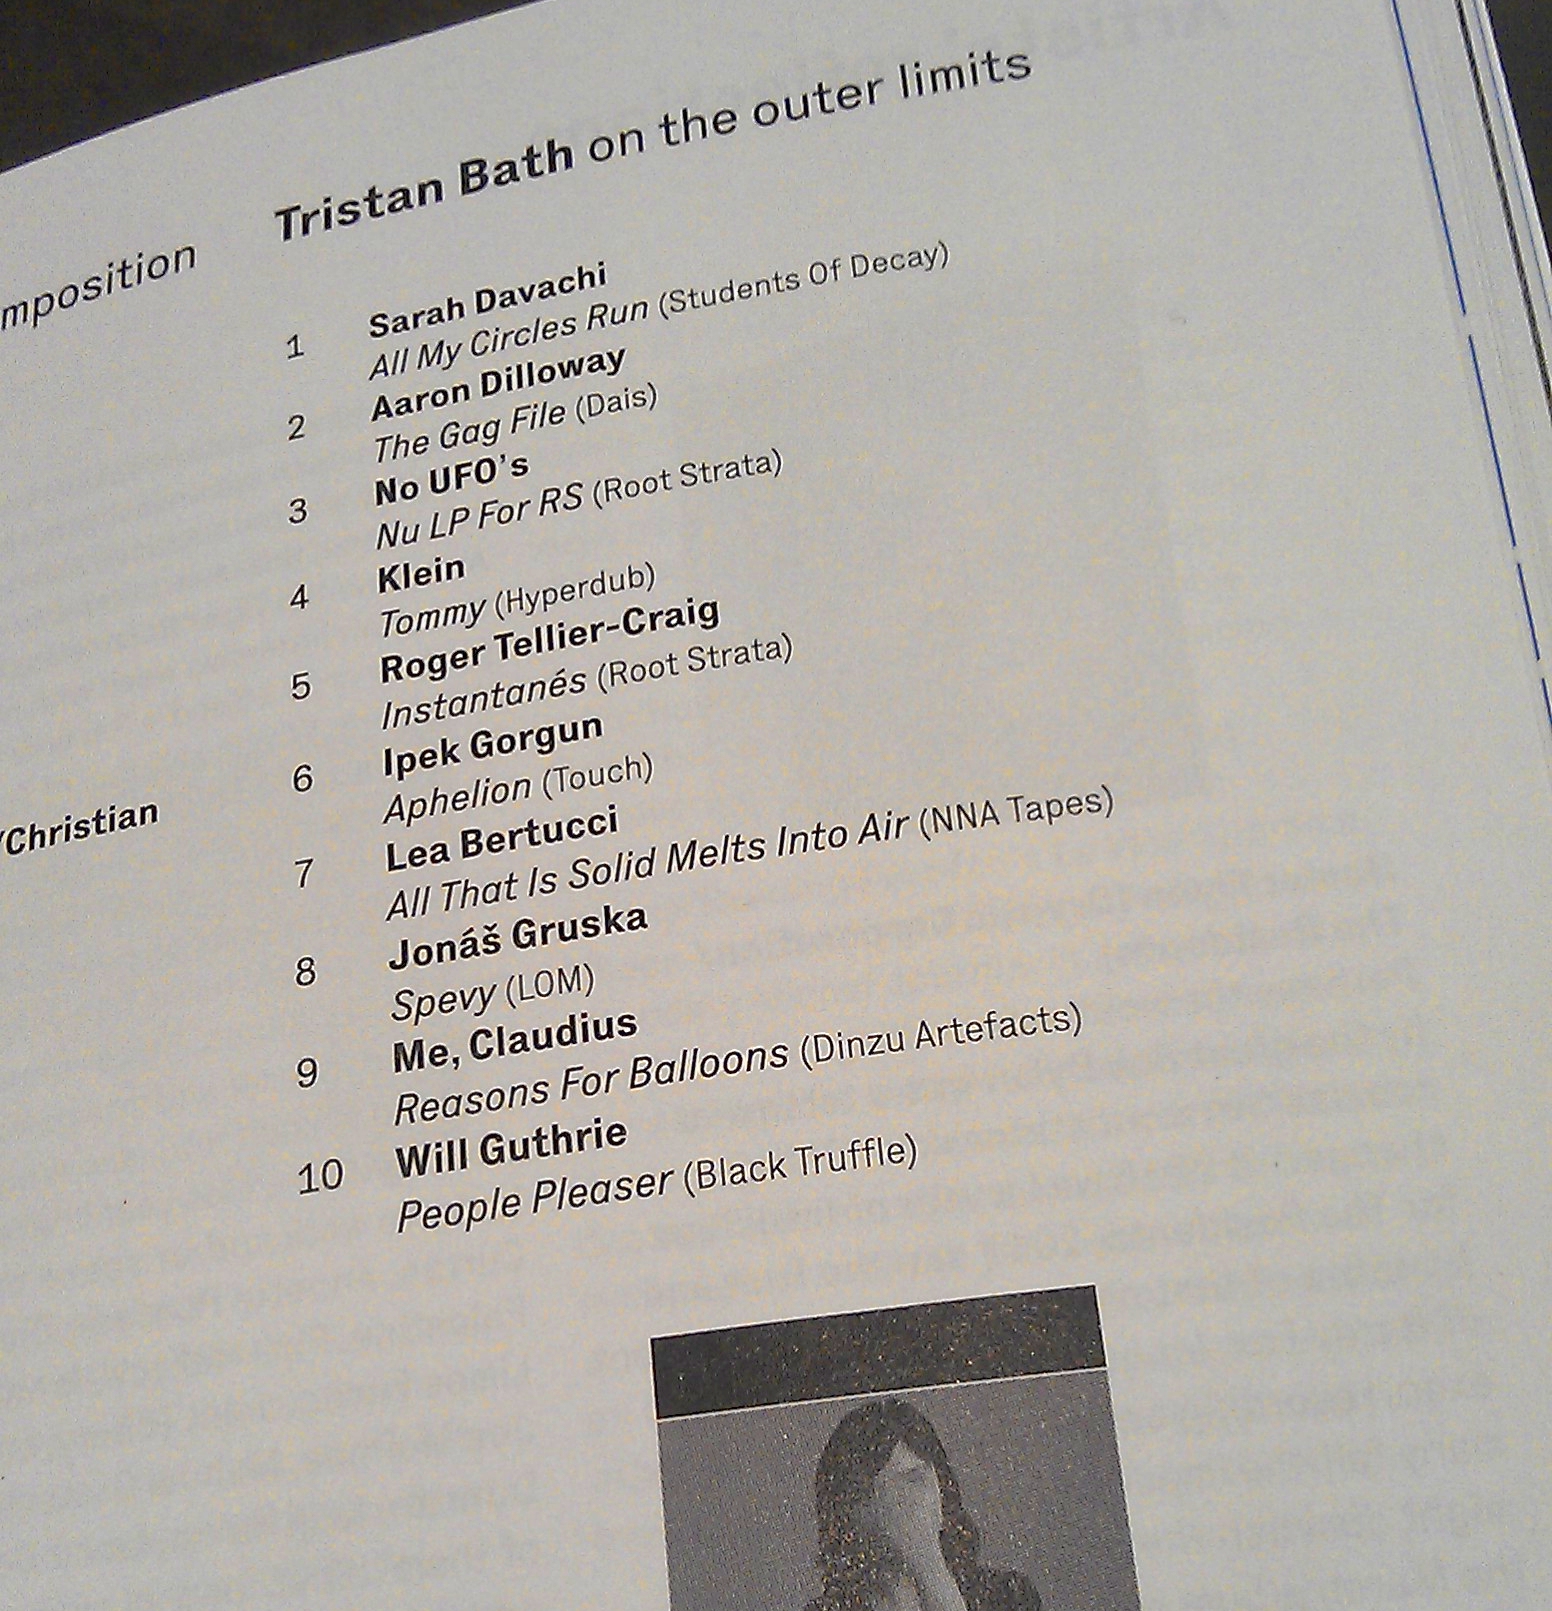 Tristan Bath on the outer limits
mposition
1
Sarah Davachi
All My Circles Run (Students Of Decay)
2
Aaron Dilloway
The Gag File (Dais)
3
No UFO's
Nu LP For RS (Root Strata)
4
Klein
Tommy (Hyperdub)
5
Roger Tellier-Craig
Instantanés (Root Strata)
6
Ipek Gorgun
Aphelion (Touch)
/Christian
7
Lea Bertucci
All That Is Solid Melts Into Air (NNA Tapes)
8
Jonáš Gruska
Spevy (LOM)
9
Me, Claudius
Reasons For Balloons (Dinzu Artefacts)
10
Will Guthrie
People Pleaser (Black Truffle)